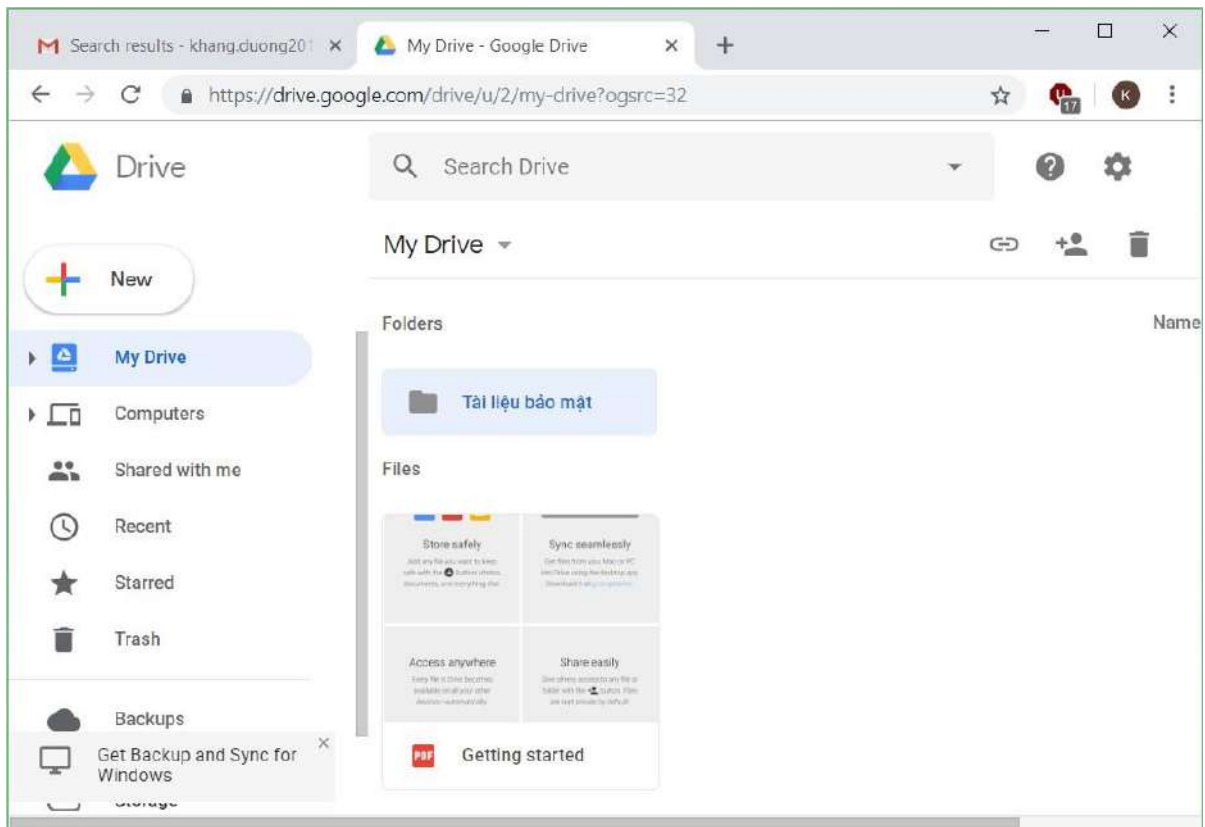 Search results - khang.duong201
My Drive - Google Drive
https://drive.google.com/drive/u/2/my-drive?ogsrc=32
17
K
Drive
Search Drive
My Drive
New
Folders
Name
My Drive
Tài liệu bảo mật
Computers
Files
Shared with me
Recent
Starred
Trash
Backups
Get Backup and Sync for
Windows
Storage
Store safely
Sync seamlessly
Access anywhere
Share easily
PDF
Getting started